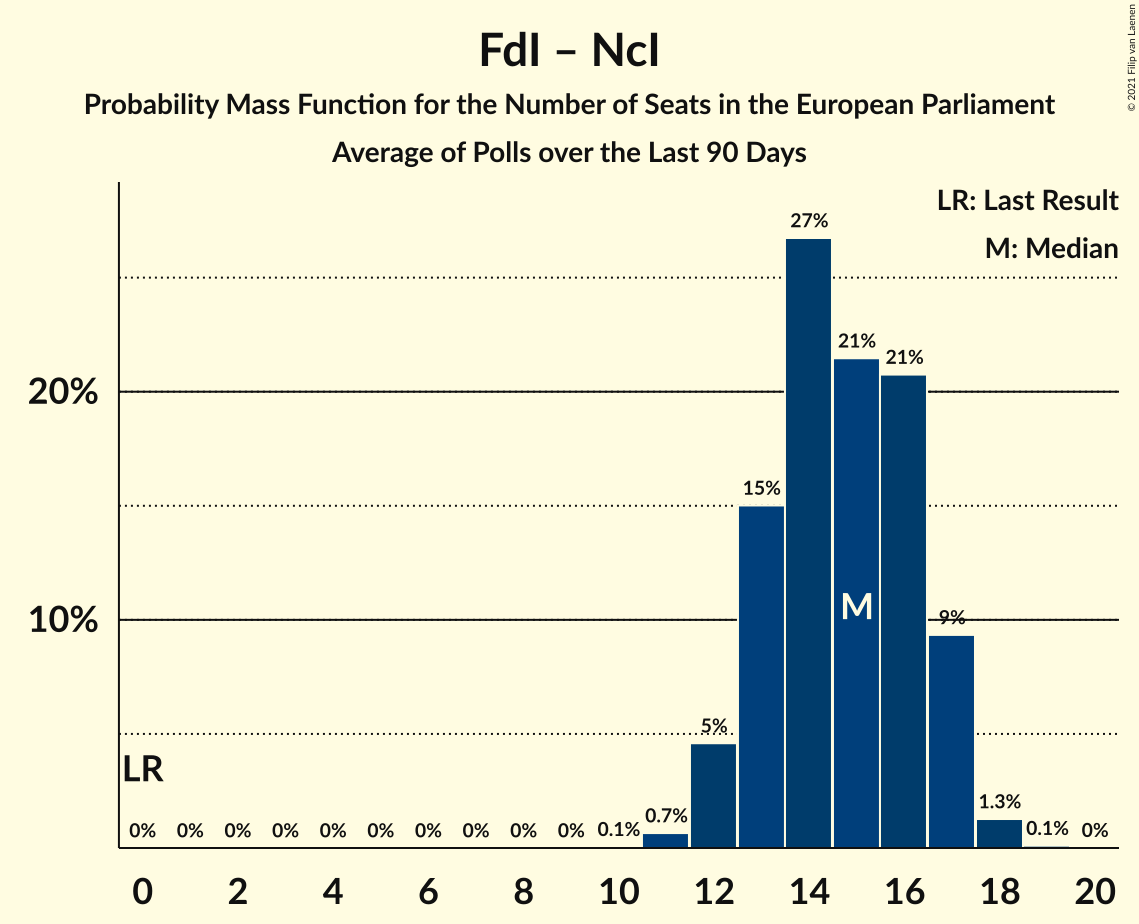 FdI – NcI
Probability Mass Function for the Number of Seats in the European Parliament
Average of Polls over the Last 90 Days
© 2021 Filip van Laenen
LR: Last Result
M: Median
27%
21%
21%
20%
15%
M
10%
9%
5%
LR
0% 0% 0% 0% 0% 0% 0% 0% 0% 0% 0.1% 0.7% 1.3% 0.1% 0%
0 2 4 6 8 10 12 14 16 18 20